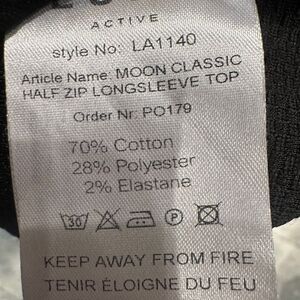 ACTIVE
style No: LA1140
Article Name: MOON CLASSIC
HALF ZIP LONGSLEEVE TOP
Order Nr: PO179
70% Cotton
28% Polyester
2% Elastane
30 P
KEEP AWAY FROM FIRE
TENIR ÉLOIGNE DU FEU